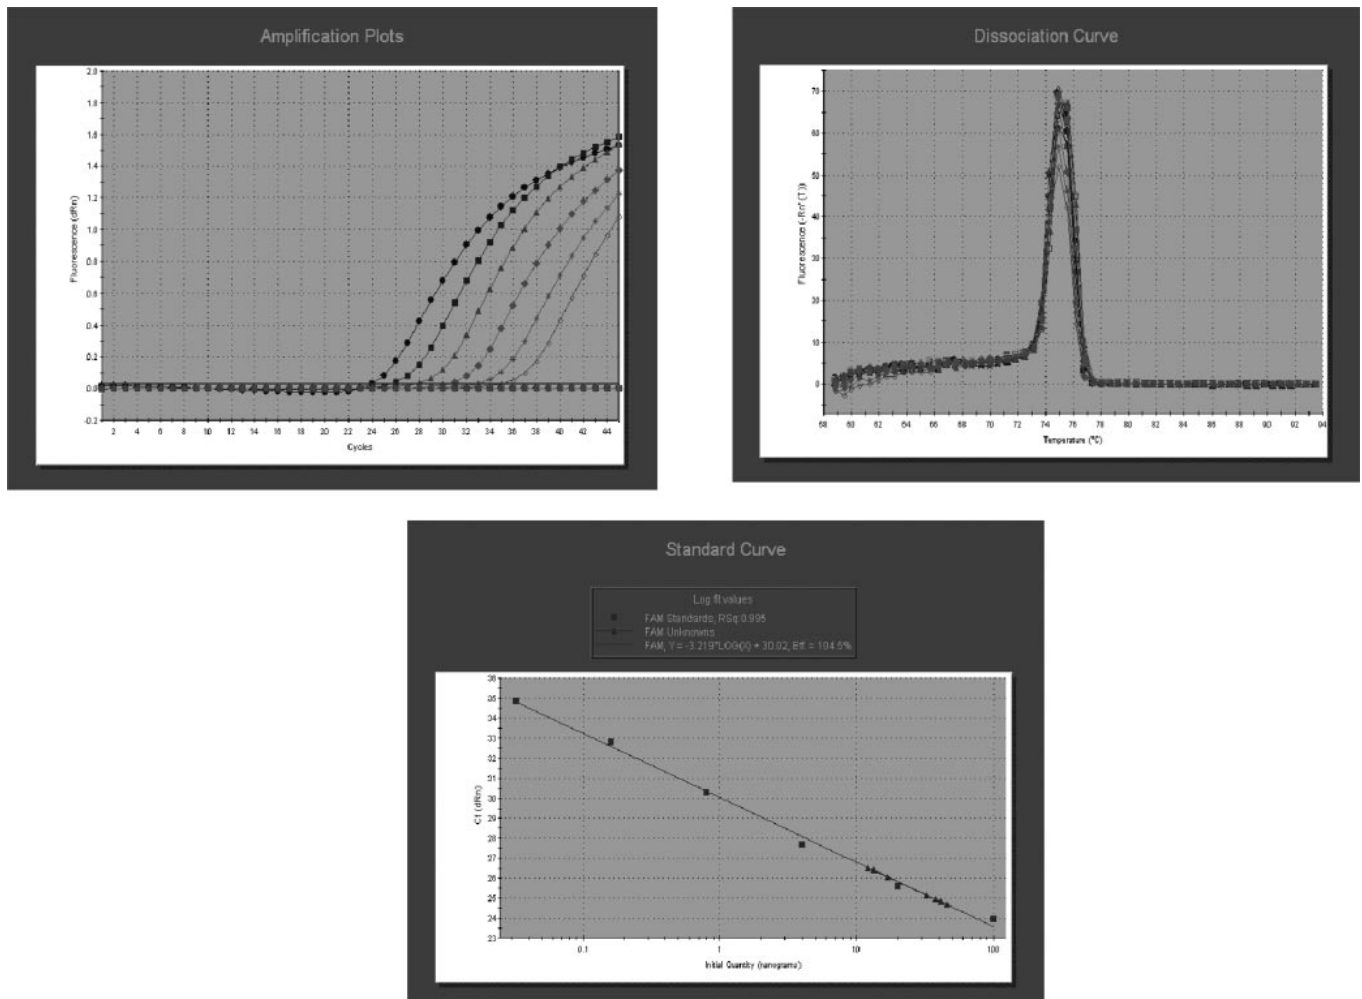 Amplification Plots
2.0
1.8
1.6
1.4
1.2
1.0
0.8
0.6
0.4
0.2
0.0
-0.2
Fluorescence (dRn)
2 4 6 8 10 12 14 16 18 20 22 24 26 28 30 32 34 36 38 40 42 44
Cycles
Dissociation Curve
70
60
50
40
30
20
10
0
Fluorescence (-Rn' (T))
70 72 74 76 78 80 82 84 86 88 90 92 94
Temperature (°C)
Standard Curve
Log fit values
FAM Standards, RSq:0.995
FAM Unknowns
FAM, Y = -3.219*LOG(X) + 30.02, Eff = 104.5%
36
35
34
33
32
31
30
29
28
27
26
25
24
23
Ct (dRn)
0.1 1 10 100
Initial Quantity (nanograms)